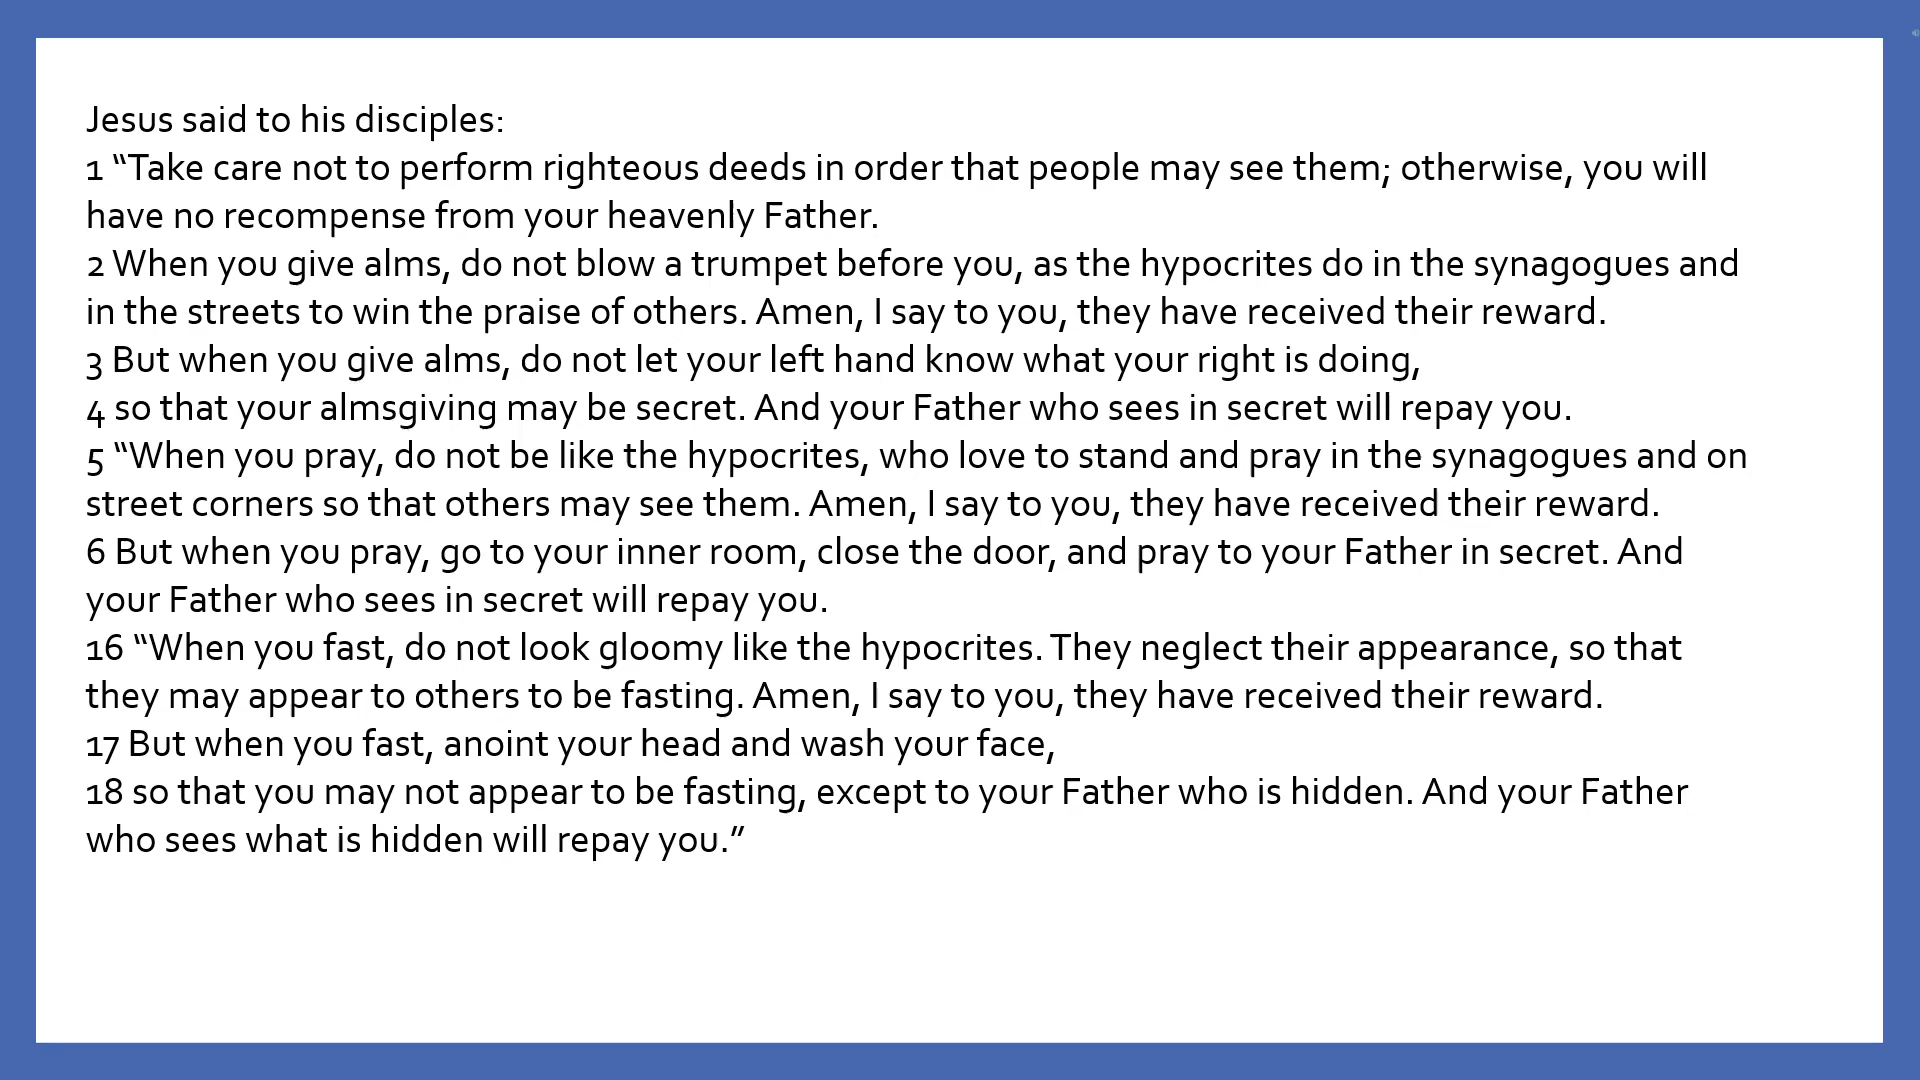 Jesus said to his disciples:
1 “Take care not to perform righteous deeds in order that people may see them; otherwise, you will
have no recompense from your heavenly Father.
2 When you give alms, do not blow a trumpet before you, as the hypocrites do in the synagogues and
in the streets to win the praise of others. Amen, I say to you, they have received their reward.
3 But when you give alms, do not let your left hand know what your right is doing,
4 so that your almsgiving may be secret. And your Father who sees in secret will repay you.
5 “When you pray, do not be like the hypocrites, who love to stand and pray in the synagogues and on
street corners so that others may see them. Amen, I say to you, they have received their reward.
6 But when you pray, go to your inner room, close the door, and pray to your Father in secret. And
your Father who sees in secret will repay you.
16 “When you fast, do not look gloomy like the hypocrites. They neglect their appearance, so that
they may appear to others to be fasting. Amen, I say to you, they have received their reward.
17 But when you fast, anoint your head and wash your face,
18 so that you may not appear to be fasting, except to your Father who is hidden. And your Father
who sees what is hidden will repay you.”